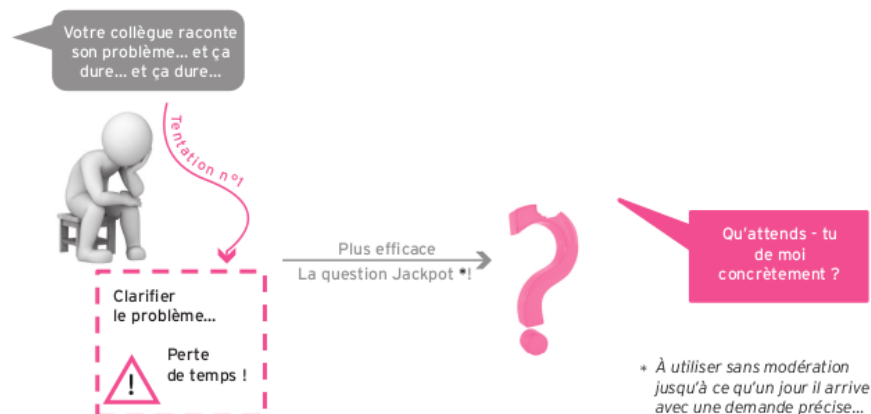 Votre collègue raconte
son problème... et ça
dure... et ça dure...
Tentation n°1
Plus efficace
La question Jackpot *!
Clarifier
le problème...
Perte
de temps !
!
Qu'attends - tu
de moi
concrètement ?
* À utiliser sans modération
jusqu'à ce qu'un jour il arrive
avec une demande précise...